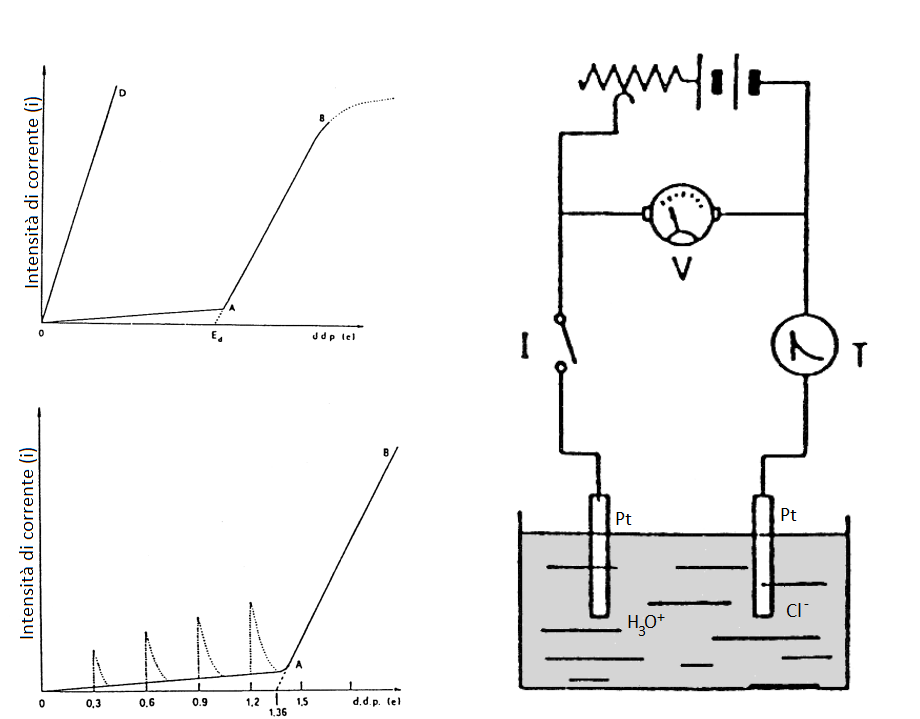 Intensità di corrente (i)
D
B
A
0
E_d
d d p (e)
Intensità di corrente (i)
B
A
0
0,3
0,6
0.9
1,2
1,5
1,36
d.d.p. (e)
V
I
T
Pt
Pt
H₃O⁺
Cl⁻